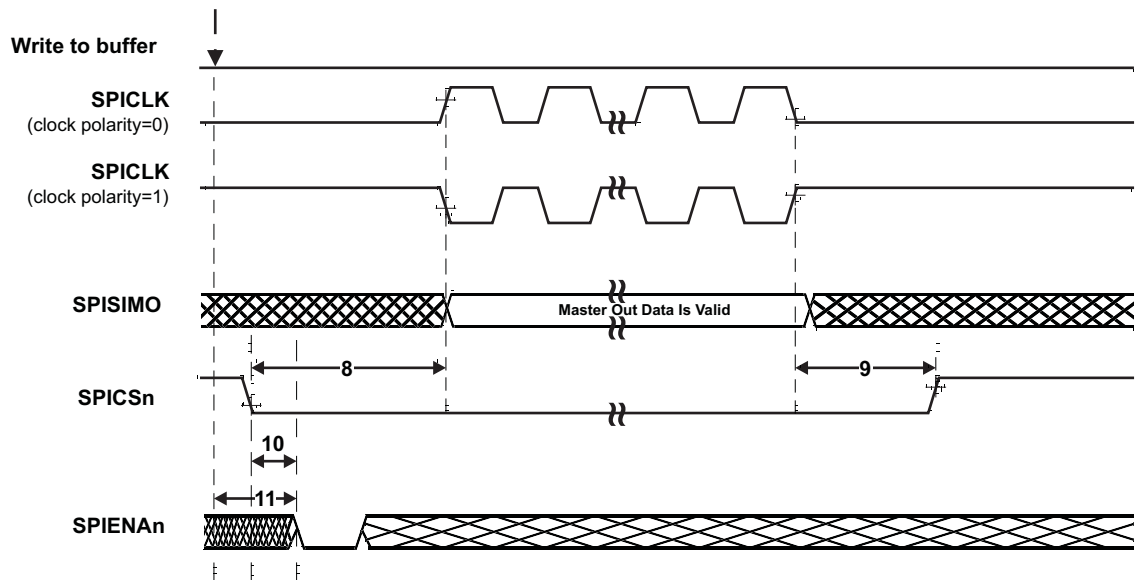 Write to buffer
SPICLK
(clock polarity=0)
SPICLK
(clock polarity=1)
SPISIMO
Master Out Data Is Valid
8
9
SPICSn
10
11
SPIENAn